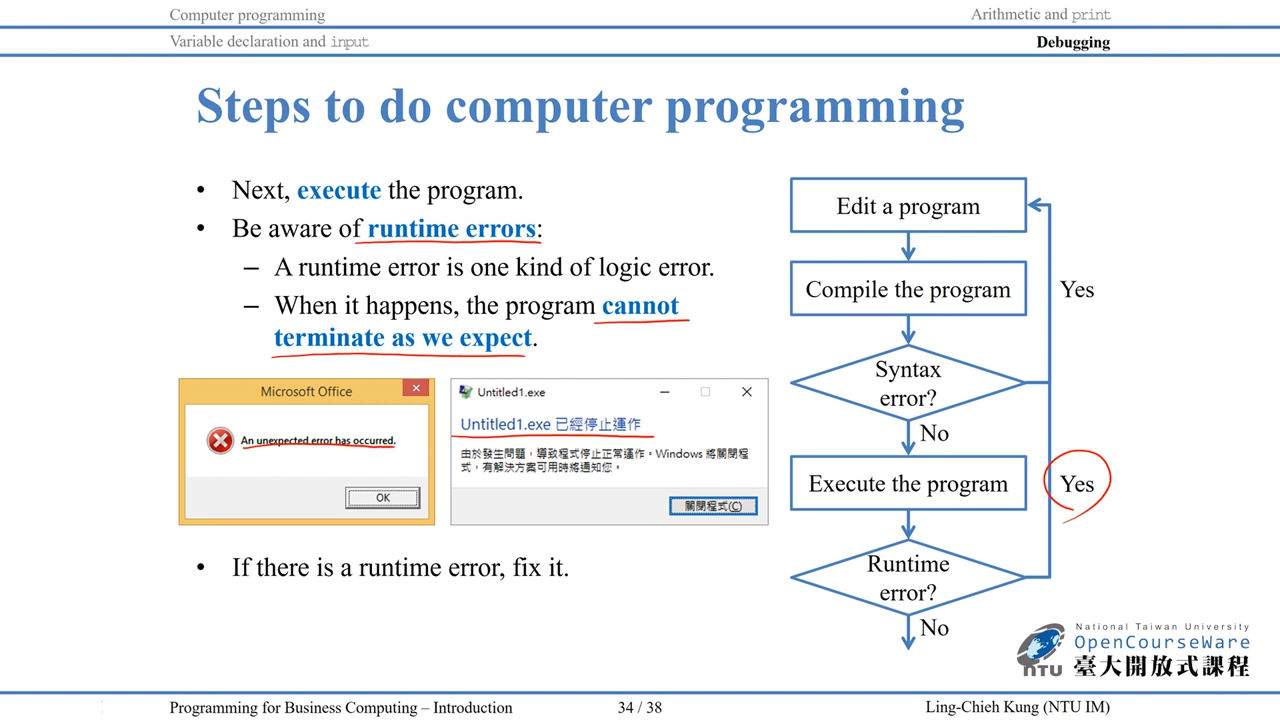 Computer programming
Arithmetic and print
Variable declaration and input
Debugging
Steps to do computer programming
• Next, execute the program.
• Be aware of runtime errors:
– A runtime error is one kind of logic error.
– When it happens, the program cannot
terminate as we expect.
Microsoft Office
An unexpected error has occurred.
OK
Untitled1.exe
Untitled1.exe 已經停止運作
由於發生問題，導致程式停止正常運作。Windows 將關閉程
式，有解決方案可用時將通知您。
關閉程式(C)
• If there is a runtime error, fix it.
Edit a program
Compile the program
Yes
Syntax
error?
No
Execute the program
Yes
Runtime
error?
No
National Taiwan University
OpenCourseWare
NTU 臺大開放式課程
Programming for Business Computing – Introduction
34 / 38
Ling-Chieh Kung (NTU IM)